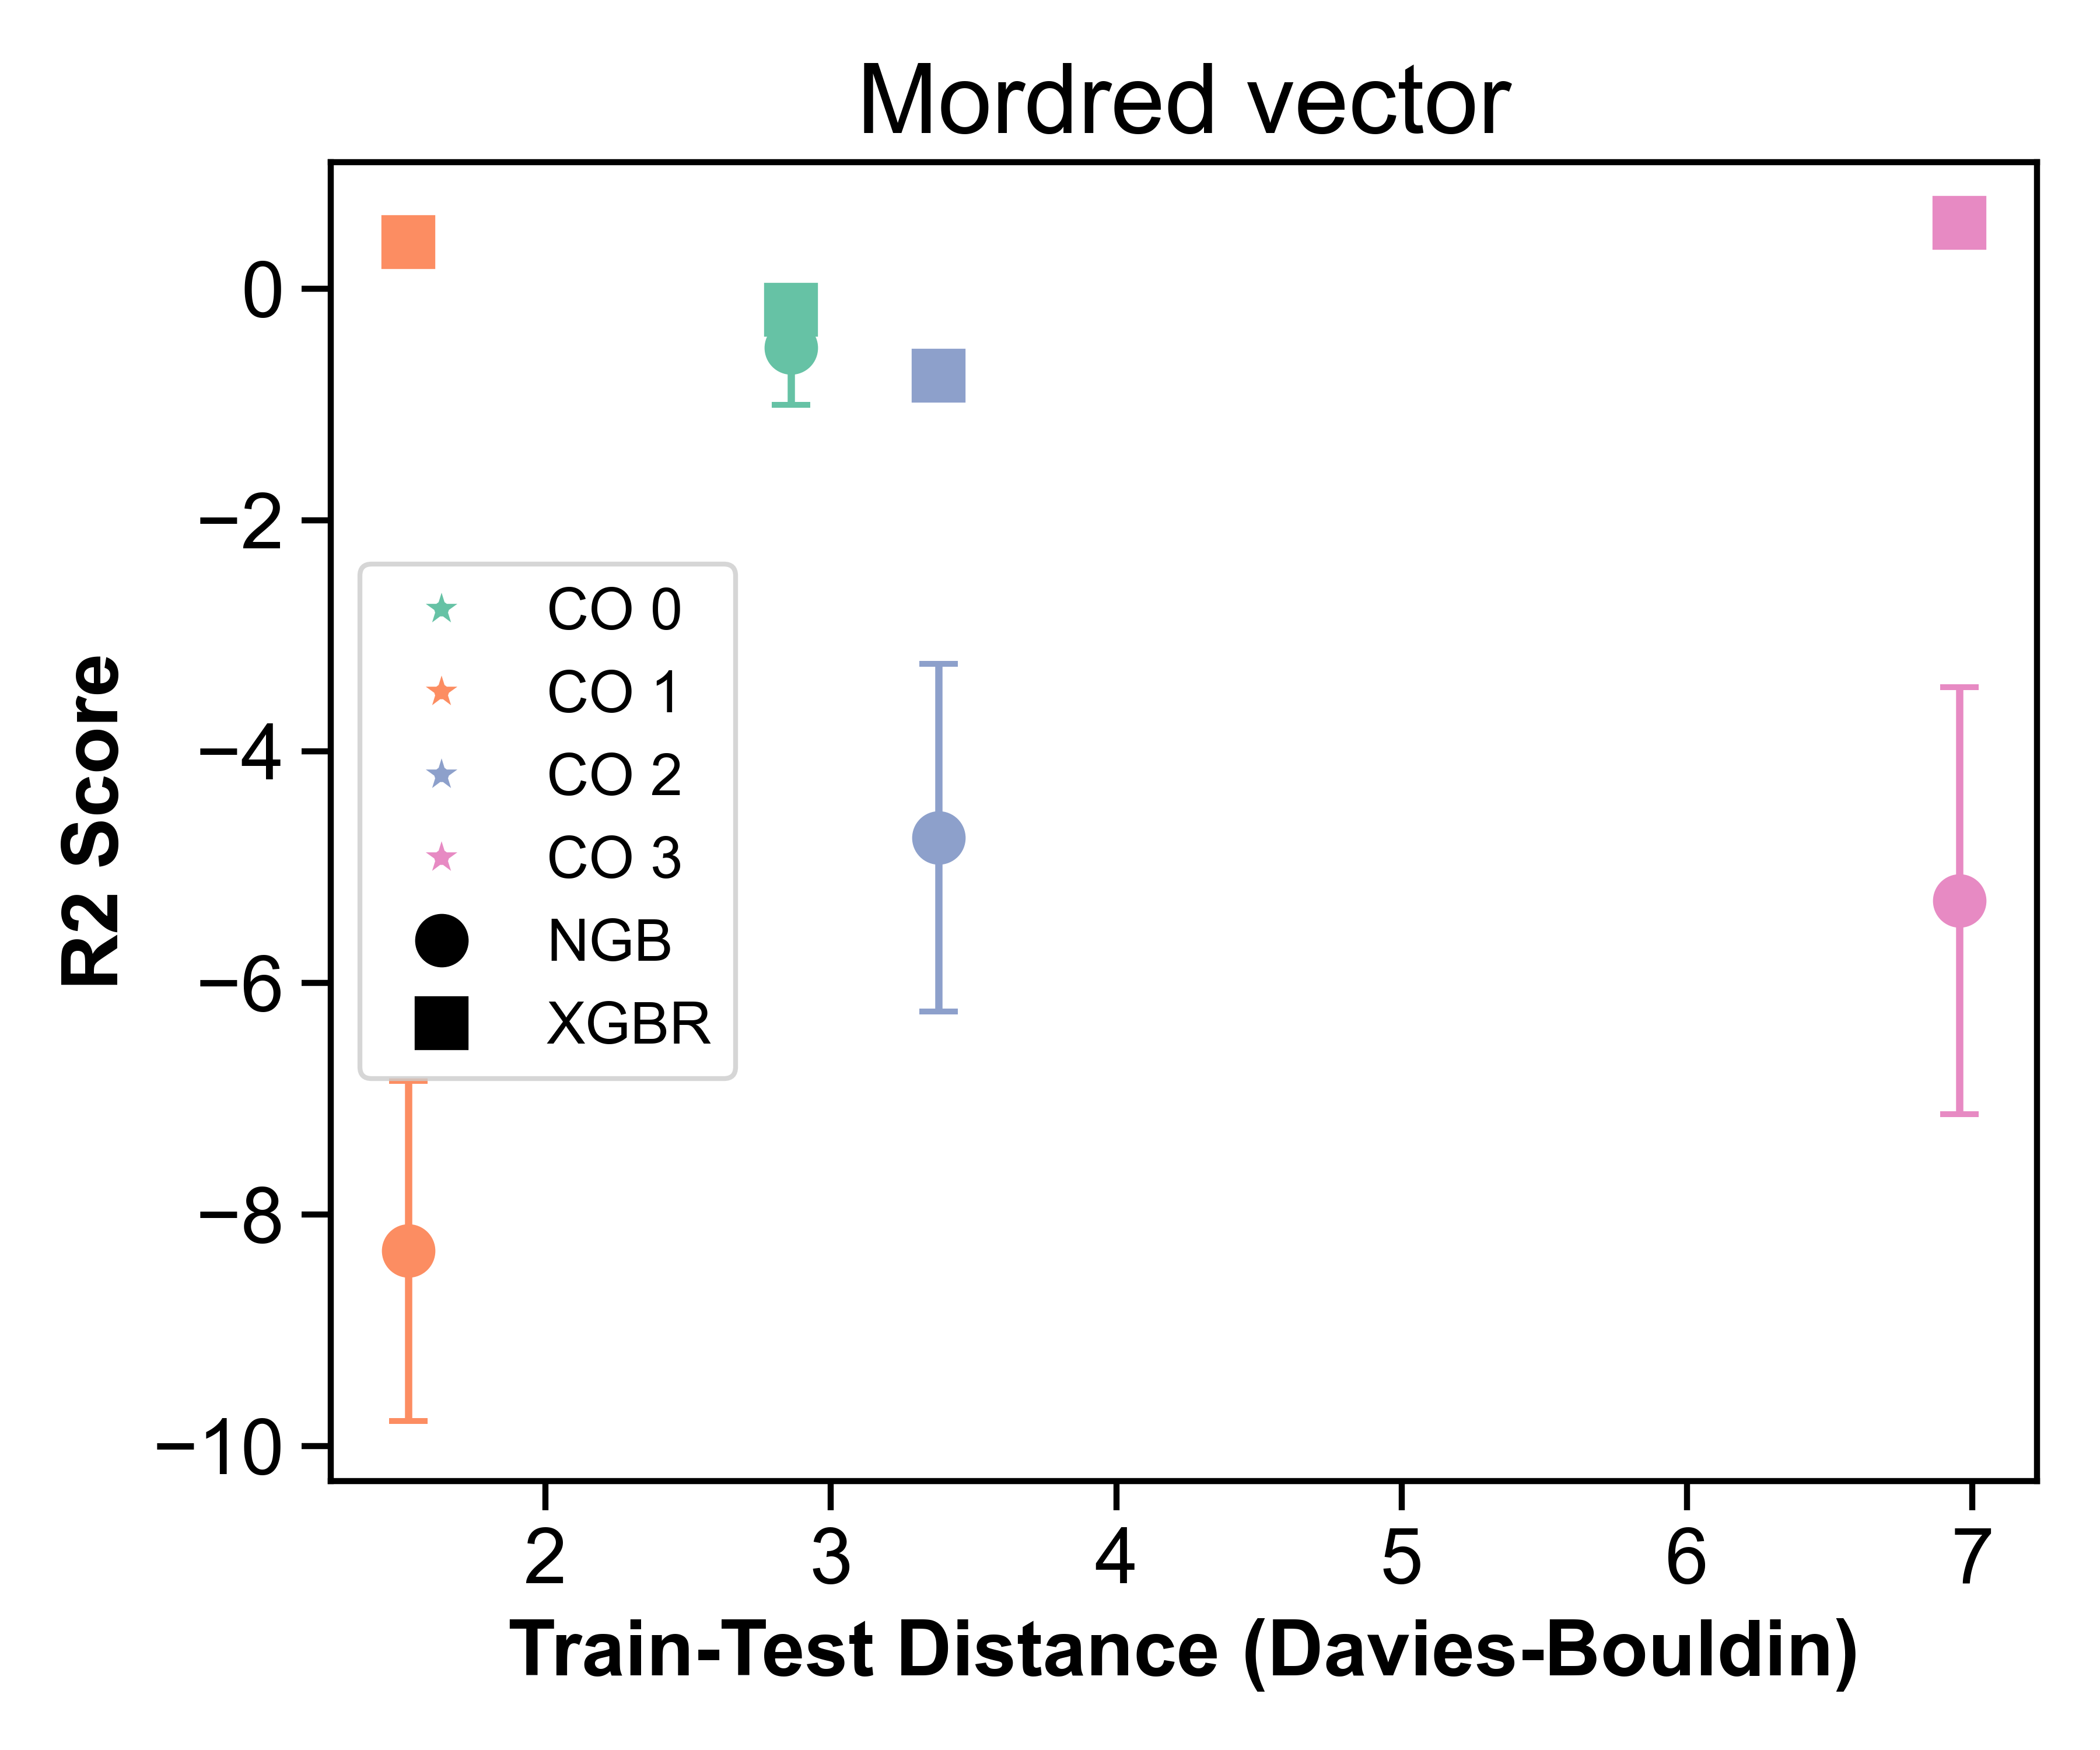 Mordred vector
R2 Score
0
−2
−4
−6
−8
−10
CO 0
CO 1
CO 2
CO 3
NGB
XGBR
2 3 4 5 6 7
Train-Test Distance (Davies-Bouldin)